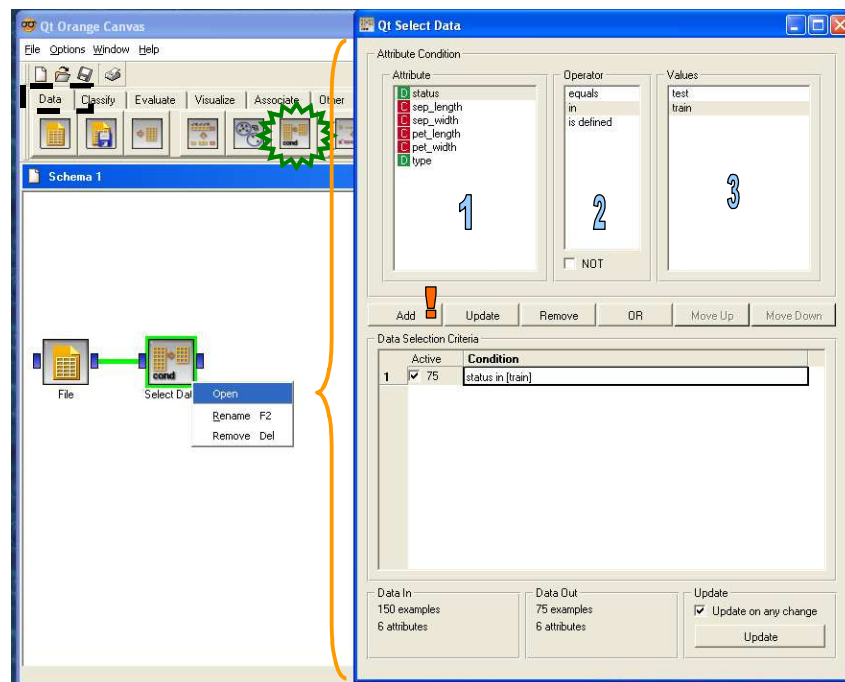 Qt Orange Canvas
File Options Window Help
Data Classify Evaluate Visualize Associate Other
cond
Schema 1
File
cond
Select Dat
Open
Rename F2
Remove Del
Qt Select Data
Attribute Condition
Attribute
D status
C sep_length
C sep_width
C pet_length
C pet_width
D type
1
Operator
equals
in
is defined
2
NOT
Values
test
train
3
Add ! Update Remove OR Move Up Move Down
Data Selection Criteria
Active Condition
1 75 status in [train]
Data In
150 examples
6 attributes
Data Out
75 examples
6 attributes
Update
Update on any change
Update